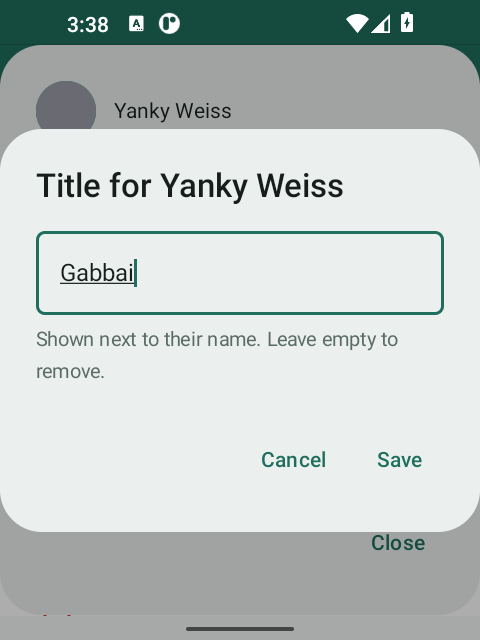 3:38
Yanky Weiss
Title for Yanky Weiss
Gabbai
Shown next to their name. Leave empty to
remove.
Cancel Save
Close